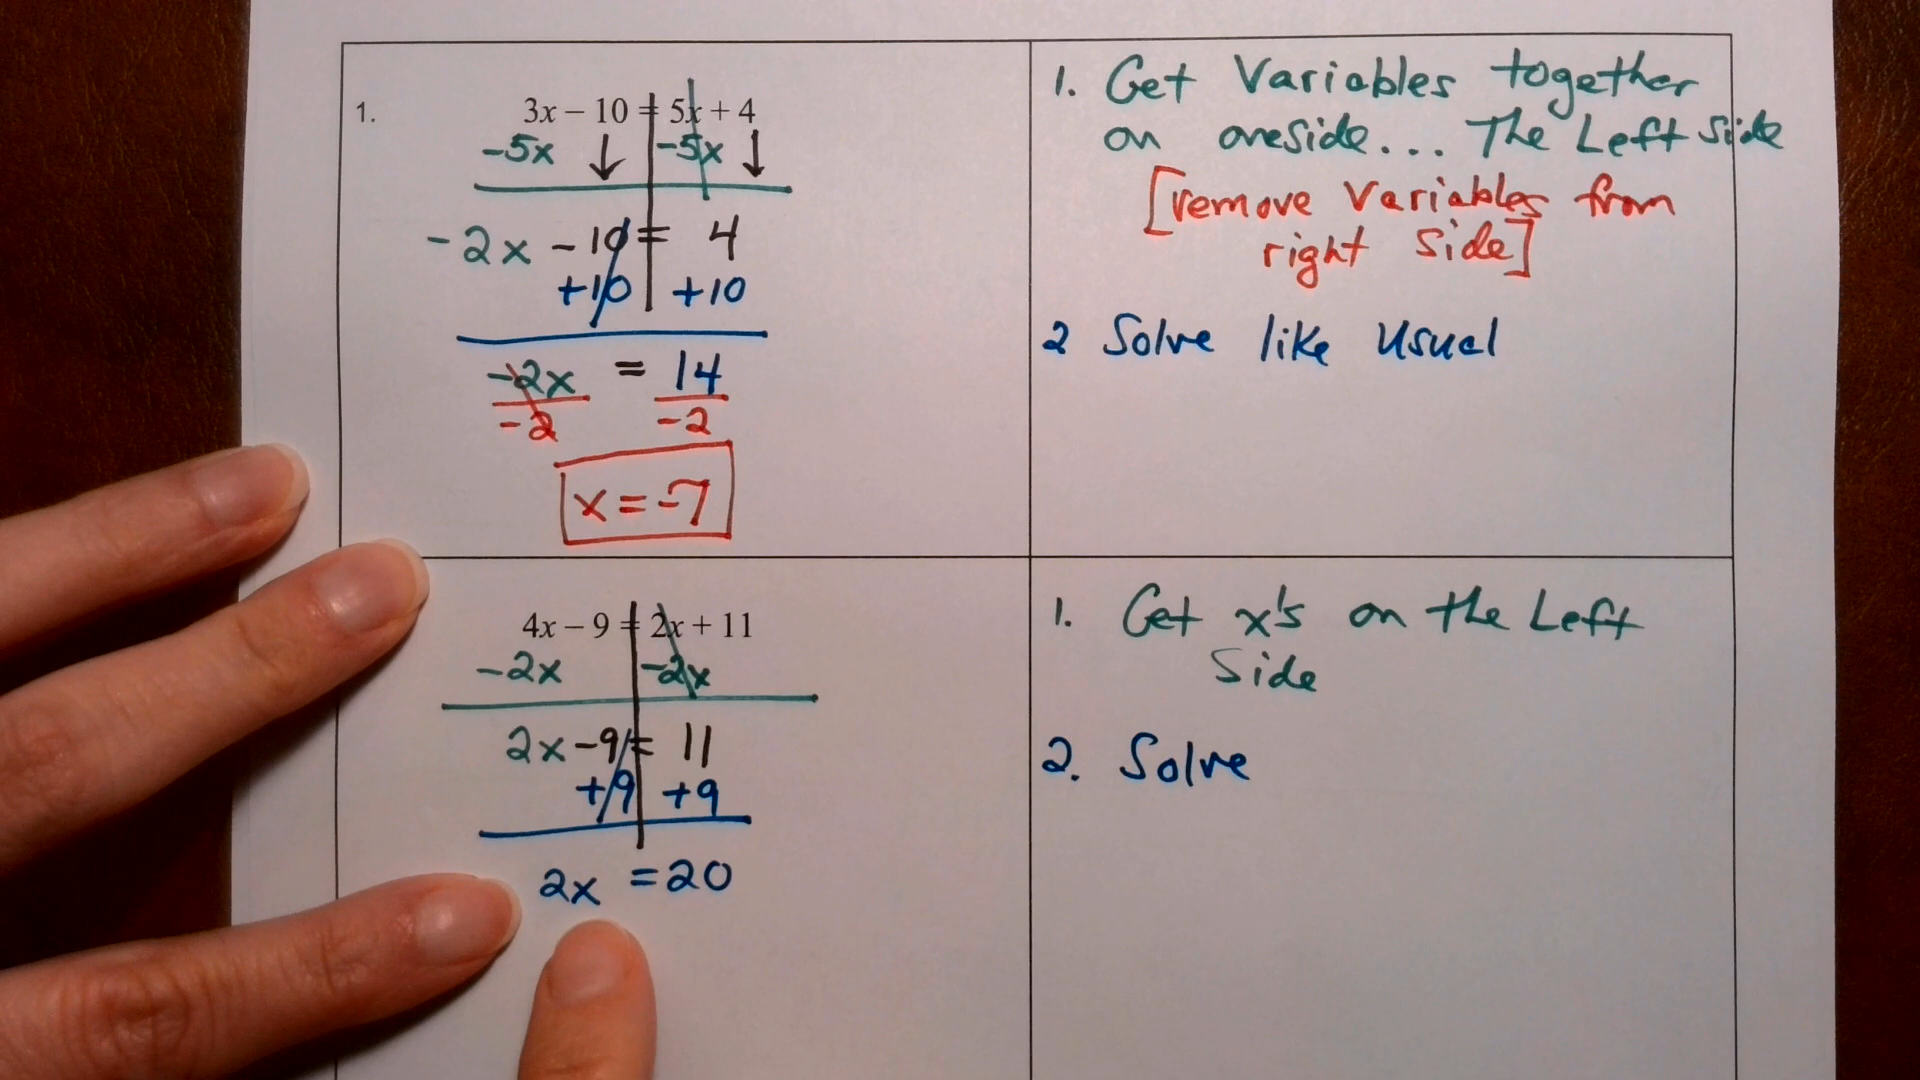 1.
3x – 10 = 5x + 4
-5x -5x
-2x -10 = 4
+10 +10
-2x = 14
-2 -2
x = -7
1. Get Variables together
on oneside... The Left Side
[remove Variables from
right side]
2 Solve like Usual
4x – 9 = 2x + 11
-2x -2x
2x -9 = 11
+9 +9
2x = 20
1. Get x's on the Left
Side
2. Solve